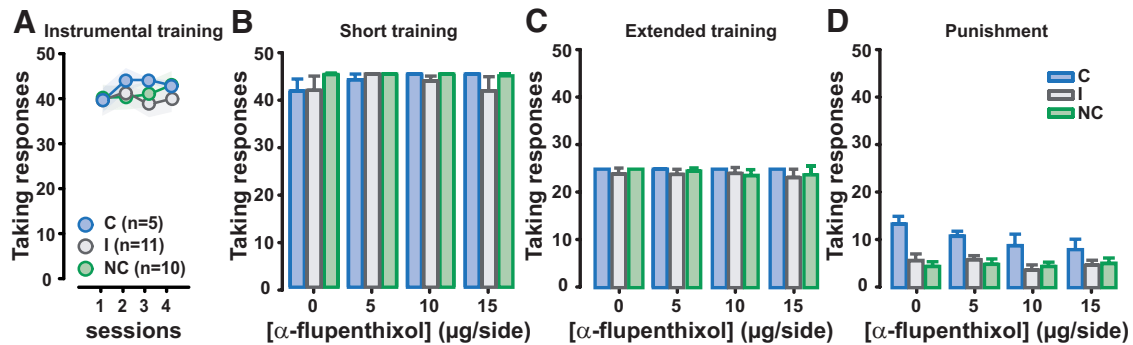 A Instrumental training
Taking responses
50
40
30
20
10
0
C (n=5)
I (n=11)
NC (n=10)
1 2 3 4
sessions
B Short training
Taking responses
50
40
30
20
10
0
0 5 10 15
[α-flupenthixol] (µg/side)
C Extended training
Taking responses
50
40
30
20
10
0
0 5 10 15
[α-flupenthixol] (µg/side)
D Punishment
Taking responses
50
40
30
20
10
0
C
I
NC
0 5 10 15
[α-flupenthixol] (µg/side)